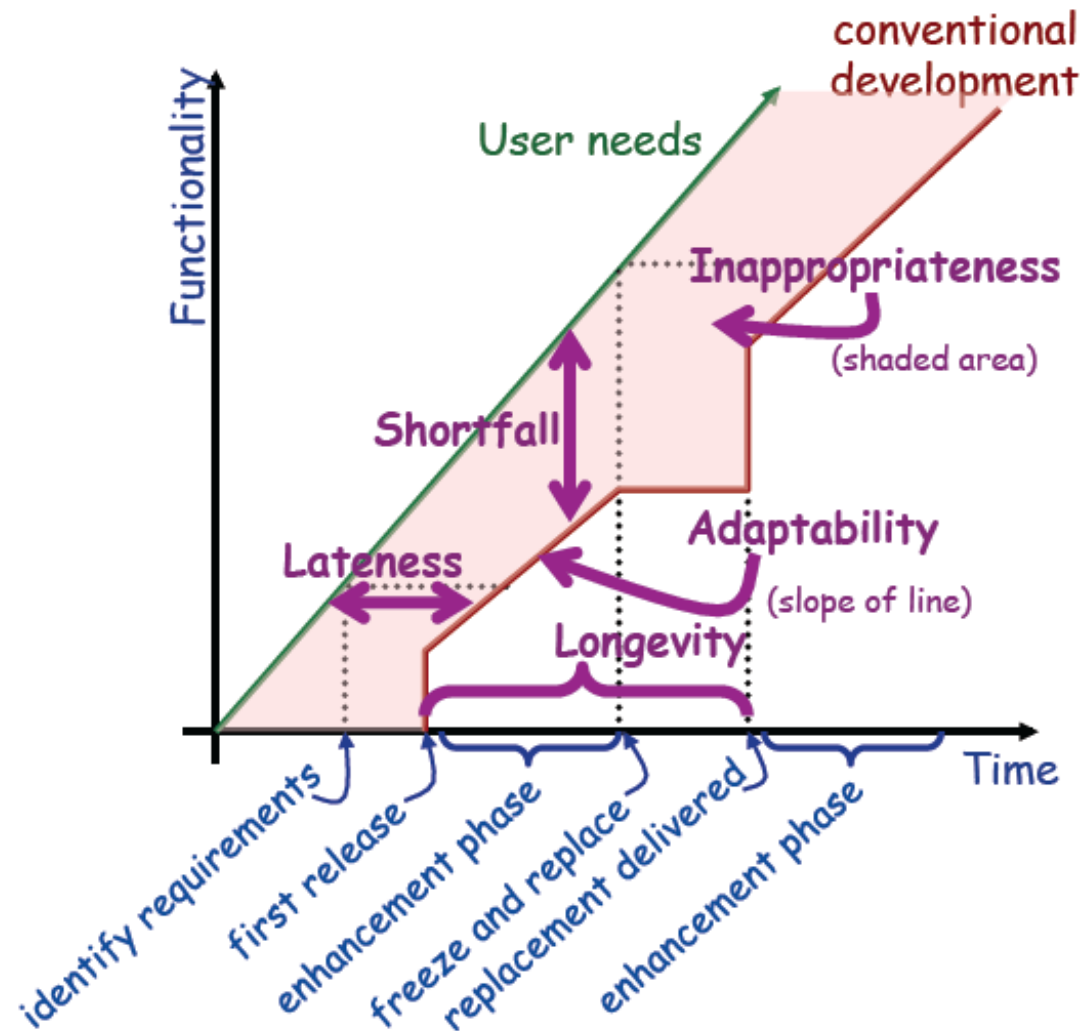 conventional
development
Functionality
User needs
Inappropriateness
(shaded area)
Shortfall
Adaptability
(slope of line)
Lateness
Longevity
Time
identify requirements
first release
enhancement phase
freeze and replace
replacement delivered
enhancement phase